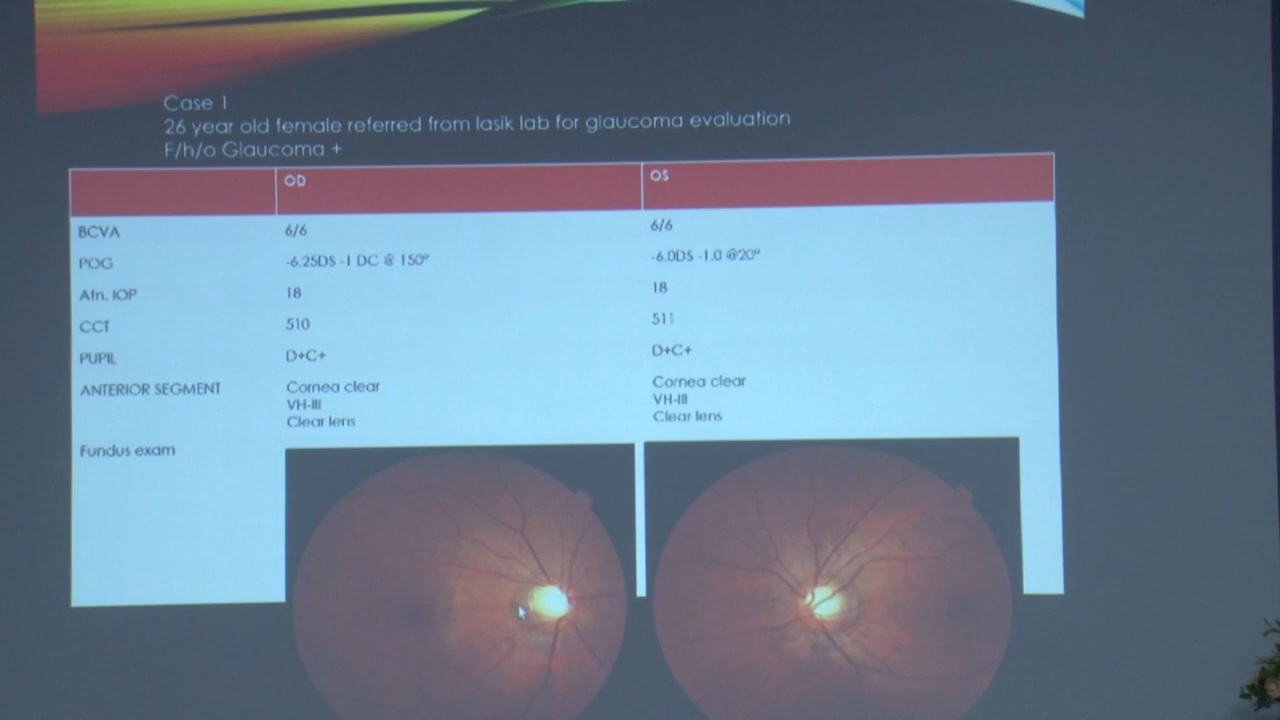 Case 1
26 year old female referred from lasik lab for glaucoma evaluation
F/h/o Glaucoma +
OD OS
BCVA 6/6 6/6
POG -6.25DS -1 DC @ 150° -6.0DS -1.0 @20°
Atn. IOP 18 18
CCT 510 511
PUPIL D+C+ D+C+
ANTERIOR SEGMENT Cornea clear Cornea clear
VH-III VH-III
Clear lens Clear lens
Fundus exam